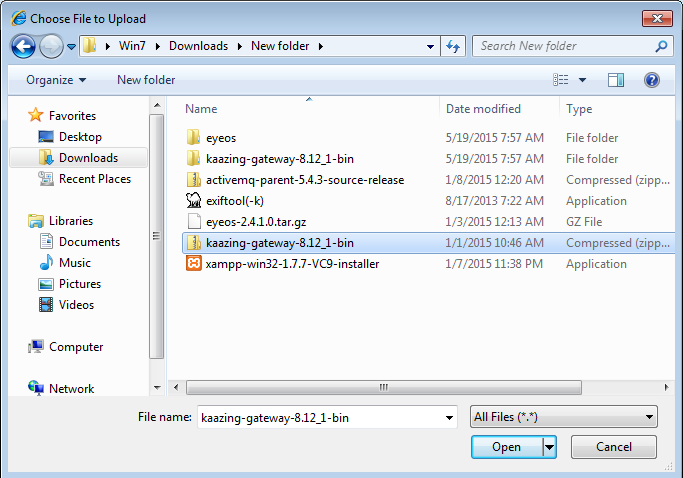 Choose File to Upload
Win7 Downloads New folder Search New folder
Organize New folder
Favorites
Desktop
Downloads
Recent Places
Libraries
Documents
Music
Pictures
Videos
Computer
Network
Name Date modified Type
eyeos 5/19/2015 7:57 AM File folder
kaazing-gateway-8.12_1-bin 5/19/2015 7:57 AM File folder
activemq-parent-5.4.3-source-release 1/8/2015 12:20 AM Compressed (zipp...
exiftool(-k) 8/17/2013 7:22 AM Application
eyeos-2.4.1.0.tar.gz 1/3/2015 12:13 AM GZ File
kaazing-gateway-8.12_1-bin 1/1/2015 10:46 AM Compressed (zipp...
xampp-win32-1.7.7-VC9-installer 1/7/2015 11:38 PM Application
File name: kaazing-gateway-8.12_1-bin All Files (*.*)
Open Cancel